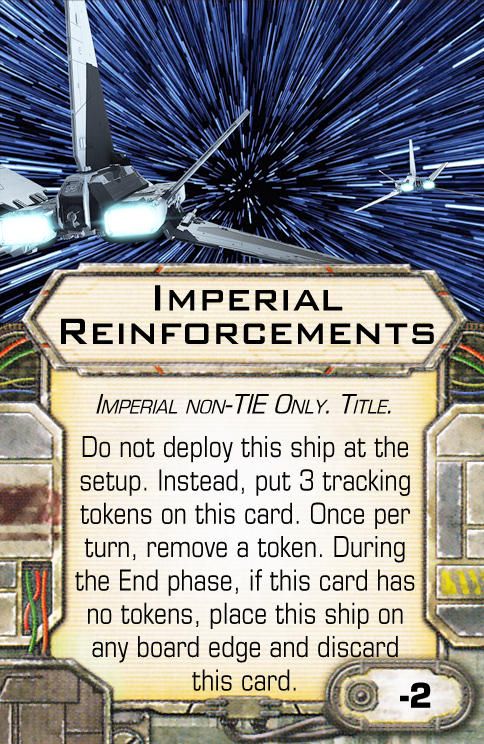 Imperial
Reinforcements
Imperial non-TIE Only. Title.
Do not deploy this ship at the
setup. Instead, put 3 tracking
tokens on this card. Once per
turn, remove a token. During
the End phase, if this card has
no tokens, place this ship on
any board edge and discard
this card.
-2